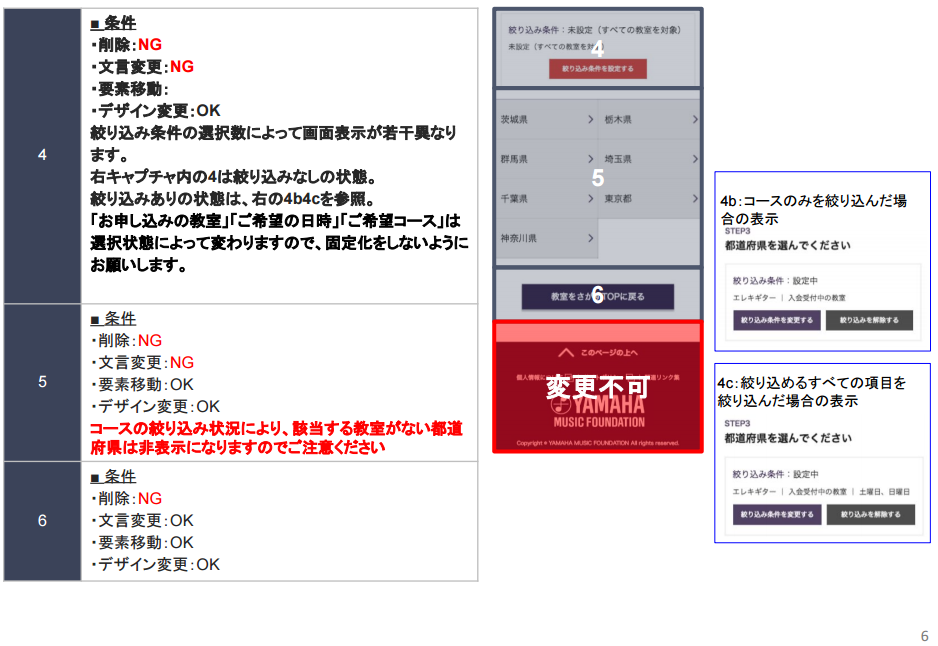 4
■ 条件
・削除：NG
・文言変更：NG
・要素移動：
・デザイン変更：OK
絞り込み条件の選択数によって画面表示が若干異なり
ます。
右キャプチャ内の4は絞り込みなしの状態。
絞り込みありの状態は、右の4b4cを参照。
「お申し込みの教室」「ご希望の日時」「ご希望コース」は
選択状態によって変わりますので、固定化をしないように
お願いします。
5
■ 条件
・削除：NG
・文言変更：NG
・要素移動：OK
・デザイン変更：OK
コースの絞り込み状況により、該当する教室がない都道
府県は非表示になりますのでご注意ください
6
■ 条件
・削除：NG
・文言変更：OK
・要素移動：OK
・デザイン変更：OK
絞り込み条件：未設定（すべての教室を対象）
未設定（すべての教室を対
4
絞り込み条件を設定する
茨城県 栃木県
群馬県 埼玉県
5
千葉県 東京都
神奈川県
教室をさが TOPに戻る
6
このページの上へ
個人情報に リンク集
変更不可
YAMAHA
MUSIC FOUNDATION
Copyright © YAMAHA MUSIC FOUNDATION All rights reserved.
4b：コースのみを絞り込んだ場
合の表示
STEP3
都道府県を選んでください
絞り込み条件：設定中
エレキギター ｜ 入会受付中の教室
絞り込み条件を変更する 絞り込みを解除する
4c：絞り込めるすべての項目を
絞り込んだ場合の表示
STEP3
都道府県を選んでください
絞り込み条件：設定中
エレキギター ｜ 入会受付中の教室 ｜ 土曜日、日曜日
絞り込み条件を変更する 絞り込みを解除する
6